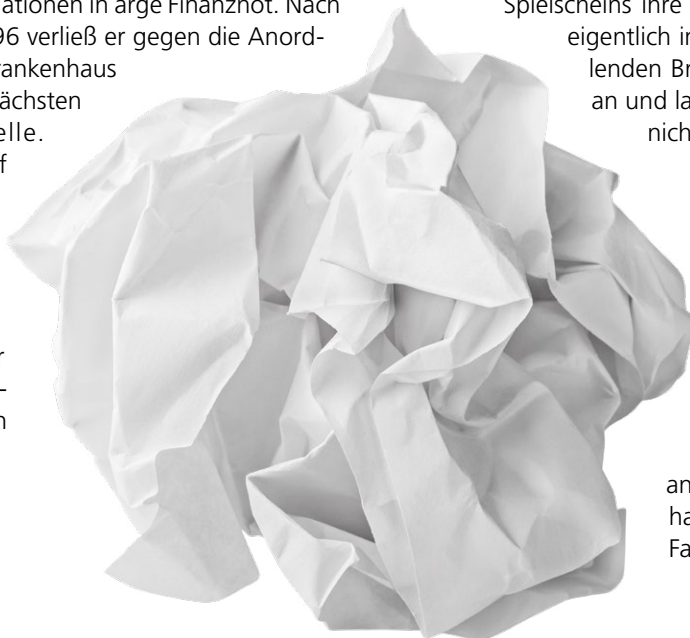 ationen in arge Finanznot. Nach
96 verließ er gegen die Anord-
rankenhaus
ächsten
elle.
f
r
-
n
Spielscheins ihre
eigentlich in
lenden Br
an und la
nich
an
ha
Fa